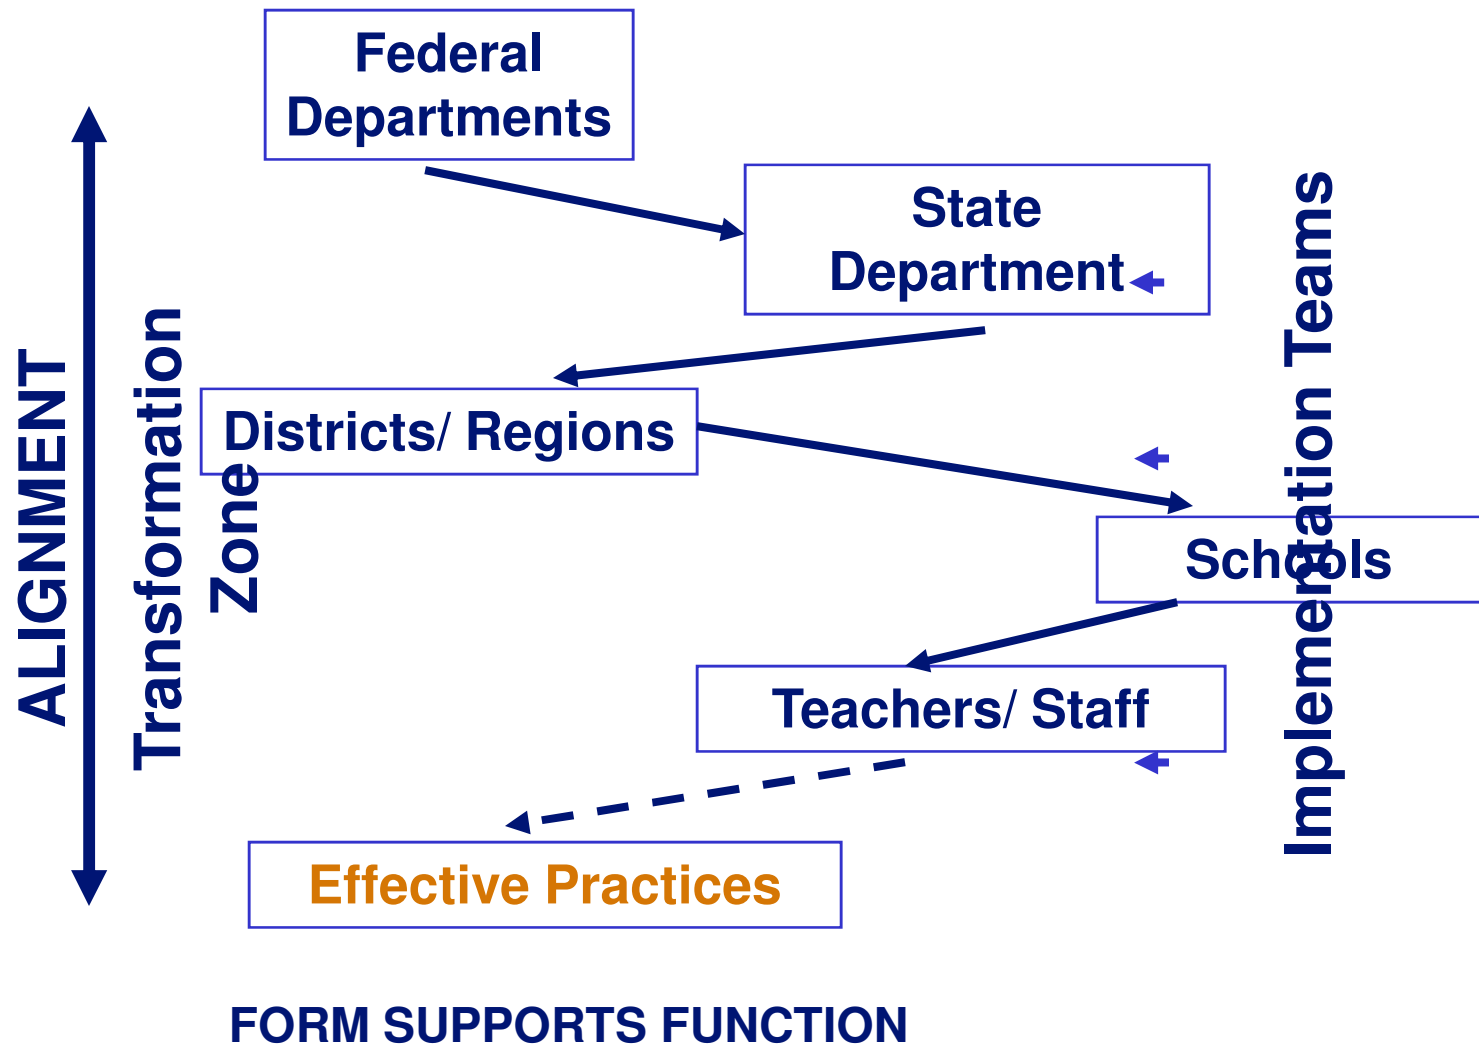 Federal
Departments
State
Department
ALIGNMENT
Transformation
Zone
Implementation Teams
Districts/ Regions
Schools
Teachers/ Staff
Effective Practices
FORM SUPPORTS FUNCTION